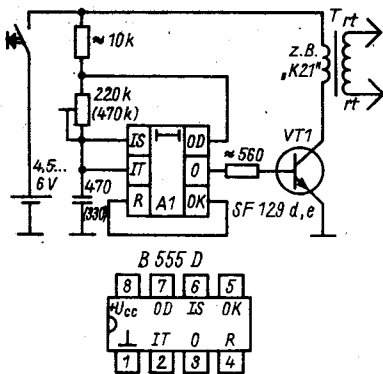 ≈10k
T
rt
z.B.
„K21"
rt
220k
(470k)
IS
OD
VT1
IT
O
≈560
4,5...
6V
470
(330)
R
A1
OK
SF 129 d,e
B 555 D
8 7 6 5
+Ucc OD IS OK
⊥ IT O R
1 2 3 4